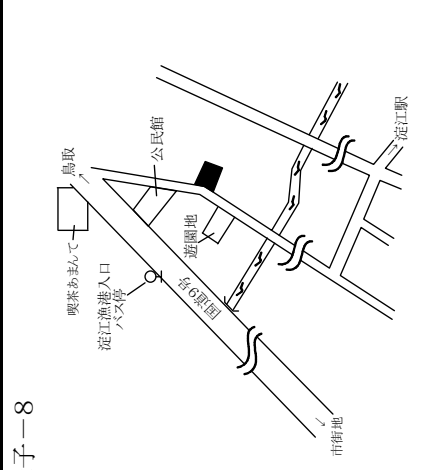 子－8
鳥取
公民館
喫茶あまんて
淀江漁港入口
バス停
遊園地
国道9号
淀江駅
市街地